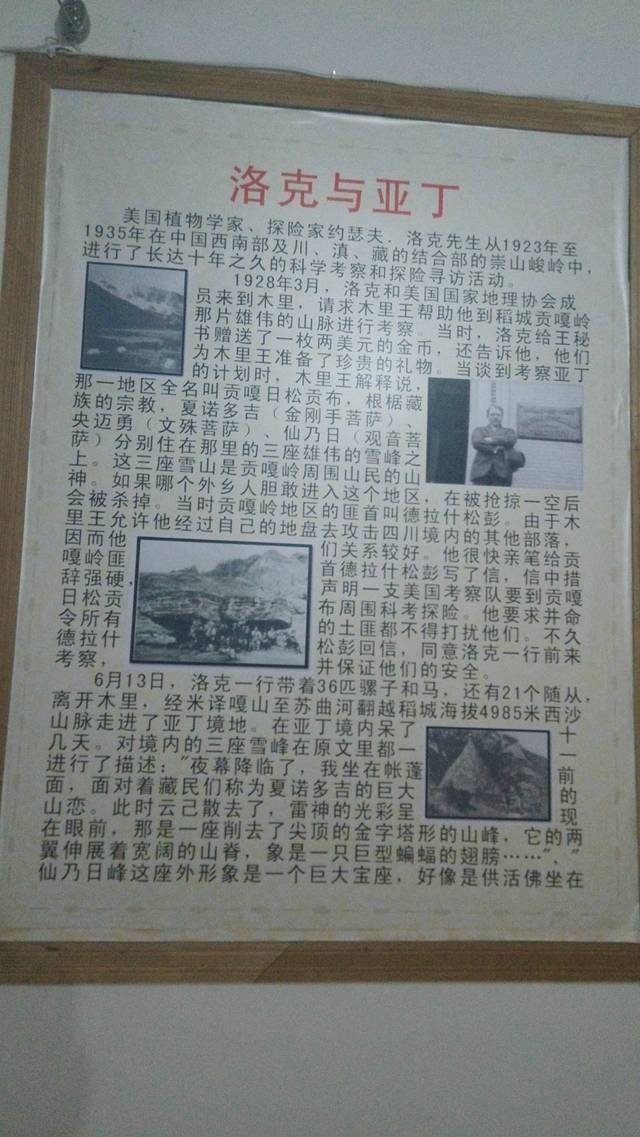 洛克与亚丁
美国植物学家、探险家约瑟夫.洛克先生从1923年至
1935年在中国西南部及川、滇、藏的结合部的崇山峻岭中，
进行了长达十年之久的科学考察和探险寻访活动。
1928年3月，洛克和美国国家地理协会成
员来到木里，请求木里王帮助他到稻城贡嘎岭
那片雄伟的山脉进行考察。当时，洛克给王秘
书赠送了一枚两美元的金币，还告诉他，他们
为木里王准备了珍贵的礼物。当谈到考察亚丁
的计划时，木里王解释说，
那一地区全名叫贡嘎日松贡布，根椐藏
族的宗教，夏诺多吉（金刚手菩萨）、
央迈勇（文殊菩萨）、仙乃日（观音菩
萨）分别住在那里的三座雄伟的雪峰之
上。这三座雪山是贡嘎岭周围山民的山
神。如果哪个外乡人胆敢进入这个地区，在被抢掠一空后
会被杀掉。当时贡嘎岭地区的匪首叫德拉什松彭。由于木
里王允许他经过自己的地盘去攻击四川境内的其他部落，
因而他们关系较好。他很快亲笔给贡
嘎岭匪首德拉什松彭写了信，信中措
辞强硬，声明一支美国考察队要到贡嘎
日松贡布周围科考探险。他要求并命
令所有的土匪都不得打扰他们。不久
德拉什松彭回信，同意洛克一行前来
考察，并保证他们的安全。
6月13日，洛克一行带着36匹骡子和马，还有21个随从，
离开木里，经米译嘎山至苏曲河翻越稻城海拔4985米西沙
山脉走进了亚丁境地。在亚丁境内呆了十
几天。对境内的三座雪峰在原文里都一一
进行了描述："夜幕降临了，我坐在帐蓬前
面，面对着藏民们称为夏诺多吉的巨大的
山恋。此时云己散去了，雷神的光彩呈现
在眼前，那是一座削去了尖顶的金字塔形的山峰，它的两
翼伸展着宽阔的山脊，象是一只巨型蝙蝠的翅膀……"，"
仙乃日峰这座外形象是一个巨大宝座，好像是供活佛坐在